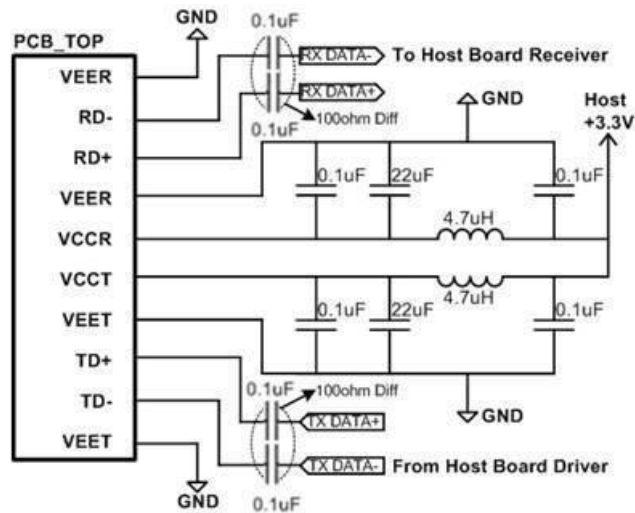 GND
0.1uF
PCB_TOP
VEER
RX DATA-
To Host Board Receiver
RD-
RX DATA+
GND
Host
+3.3V
0.1uF
100ohm Diff
RD+
VEER
0.1uF
22uF
0.1uF
4.7uH
VCCR
VCCT
4.7uH
0.1uF
22uF
0.1uF
VEET
TD+
0.1uF
100ohm Diff
TX DATA+
GND
TD-
TX DATA-
From Host Board Driver
VEET
GND
0.1uF